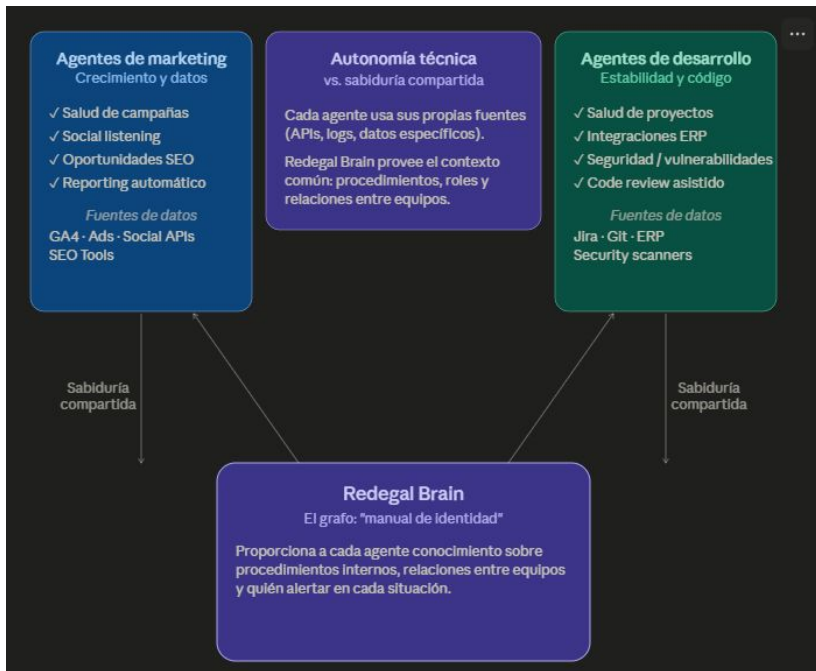 Agentes de marketing
Crecimiento y datos
✓ Salud de campañas
✓ Social listening
✓ Oportunidades SEO
✓ Reporting automático
Fuentes de datos
GA4 · Ads · Social APIs
SEO Tools
Autonomía técnica
vs. sabiduría compartida
Cada agente usa sus propias fuentes
(APIs, logs, datos específicos).
Redegal Brain provee el contexto
común: procedimientos, roles y
relaciones entre equipos.
Agentes de desarrollo
Estabilidad y código
✓ Salud de proyectos
✓ Integraciones ERP
✓ Seguridad / vulnerabilidades
✓ Code review asistido
Fuentes de datos
Jira · Git · ERP
Security scanners
Sabiduría
compartida
Sabiduría
compartida
Redegal Brain
El grafo: "manual de identidad"
Proporciona a cada agente conocimiento sobre
procedimientos internos, relaciones entre equipos
y quién alertar en cada situación.